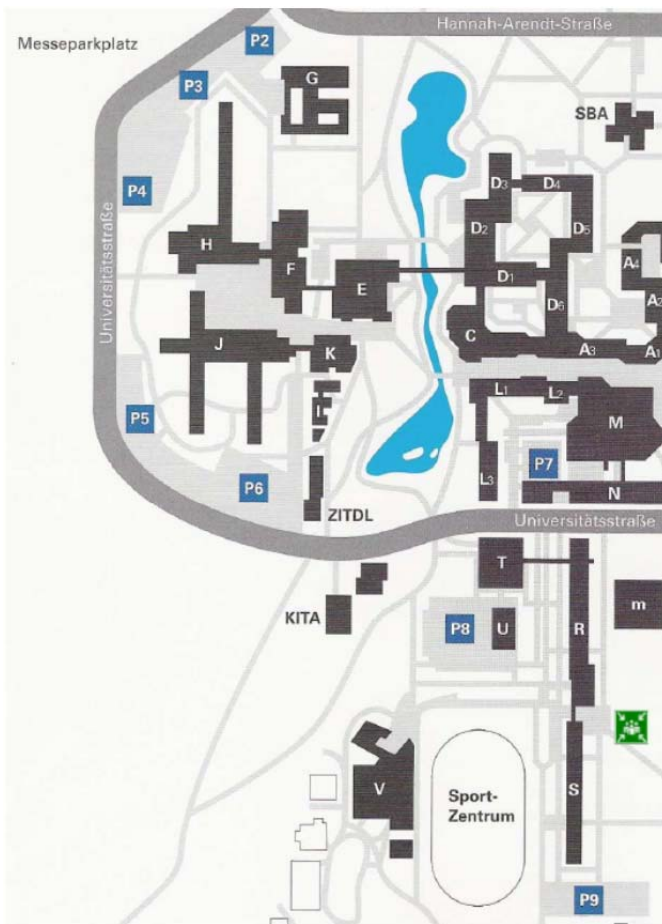 Hannah-Arendt-Straße
Messeparkplatz
P2
P3
G
SBA
P4
D3
D4
D2
D5
H
F
E
D1
A4
A2
D6
Universitätsstraße
C
J
K
A3
A1
I
L1
L2
M
P5
P7
L3
P6
N
ZITDL
Universitätsstraße
T
m
KITA
P8
U
R
V
Sport-
Zentrum
S
P9